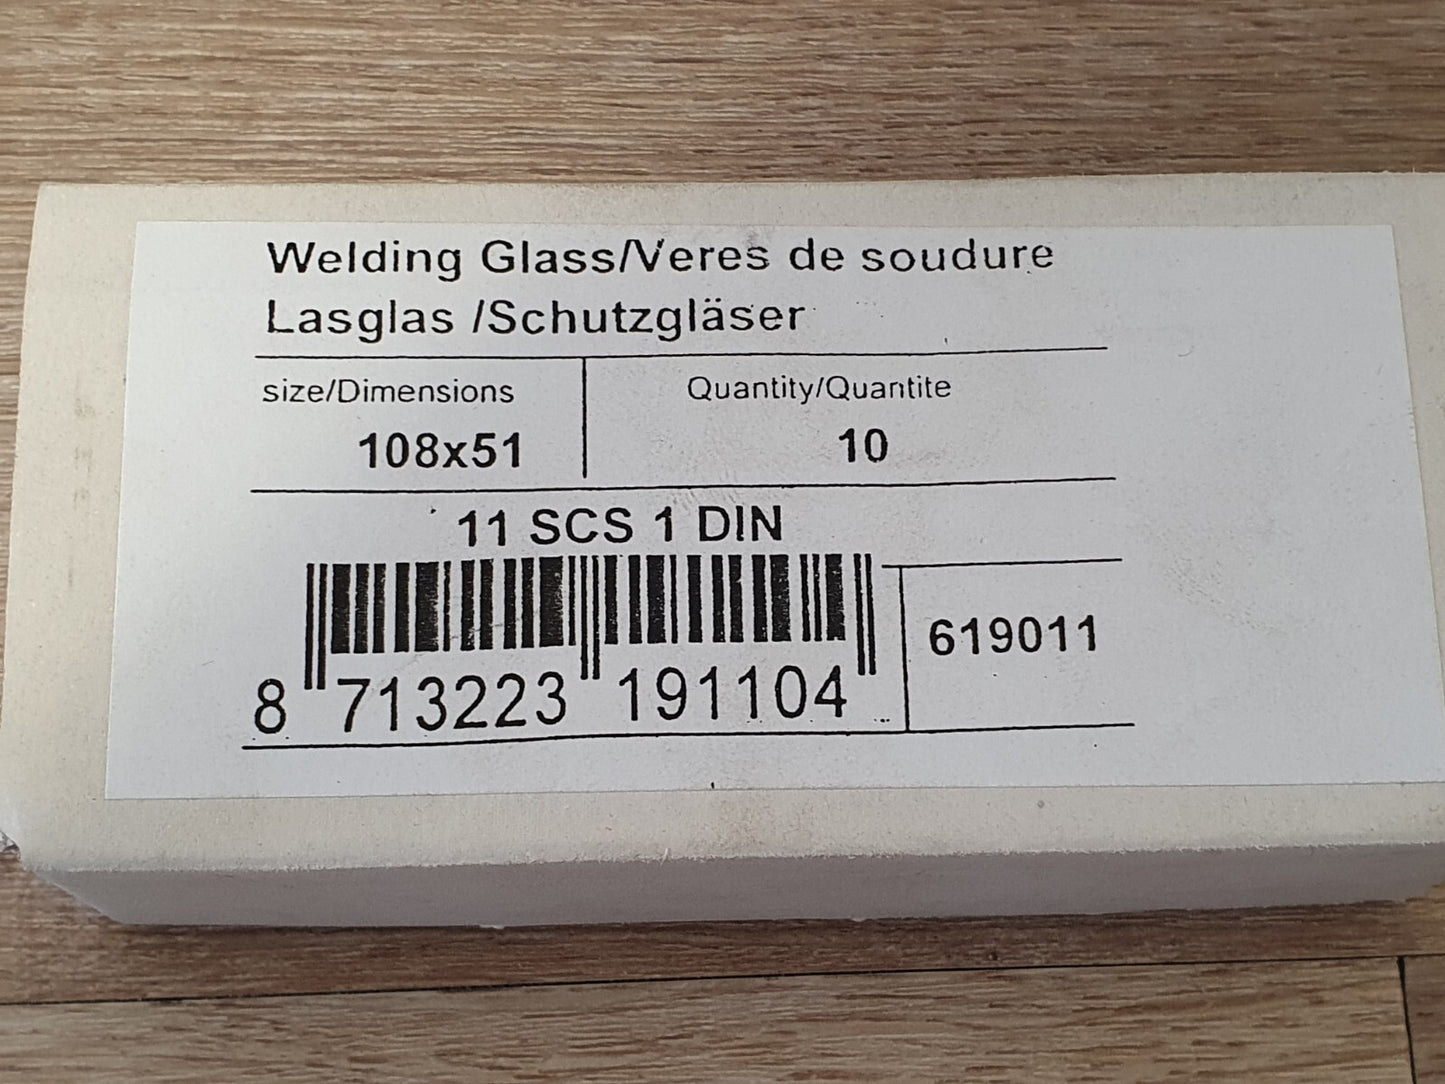 Welding Glass/Veres de soudure
Lasglas /Schutzgläser
size/Dimensions
Quantity/Quantite
108x51
10
11 SCS 1 DIN
619011
8 713223 191104